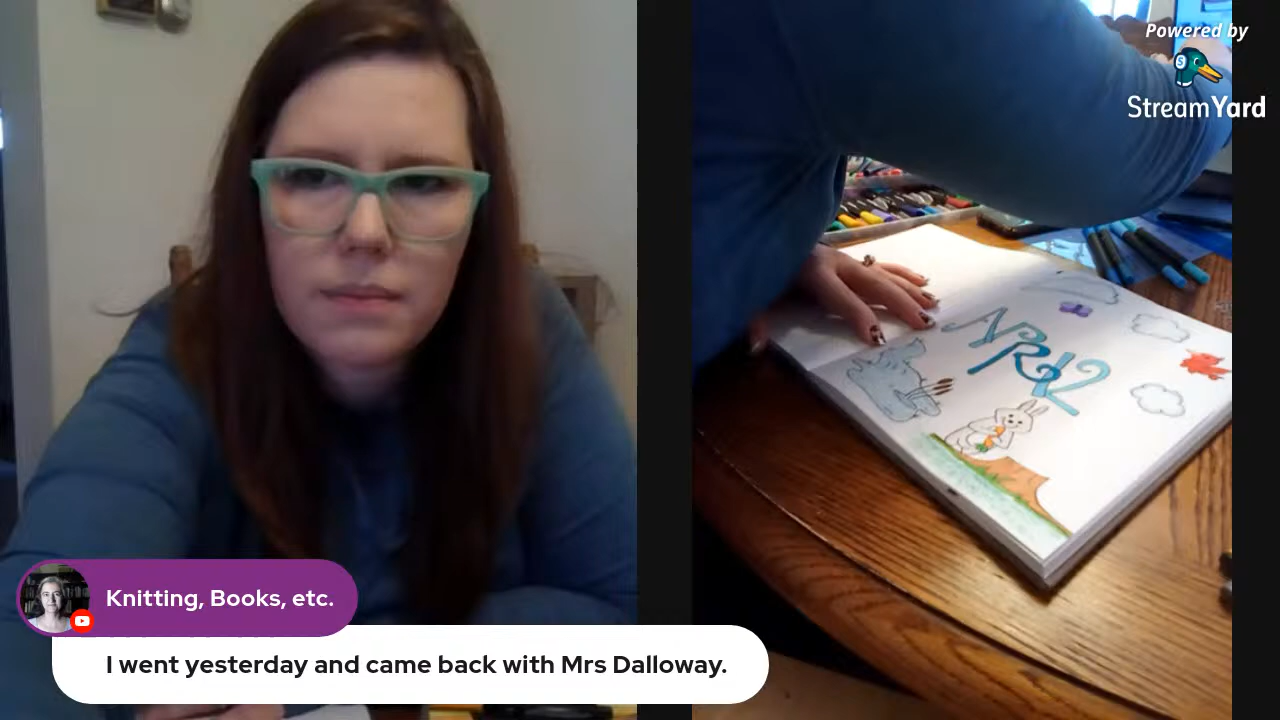 Powered by
StreamYard
APRIL
Knitting, Books, etc.
I went yesterday and came back with Mrs Dalloway.